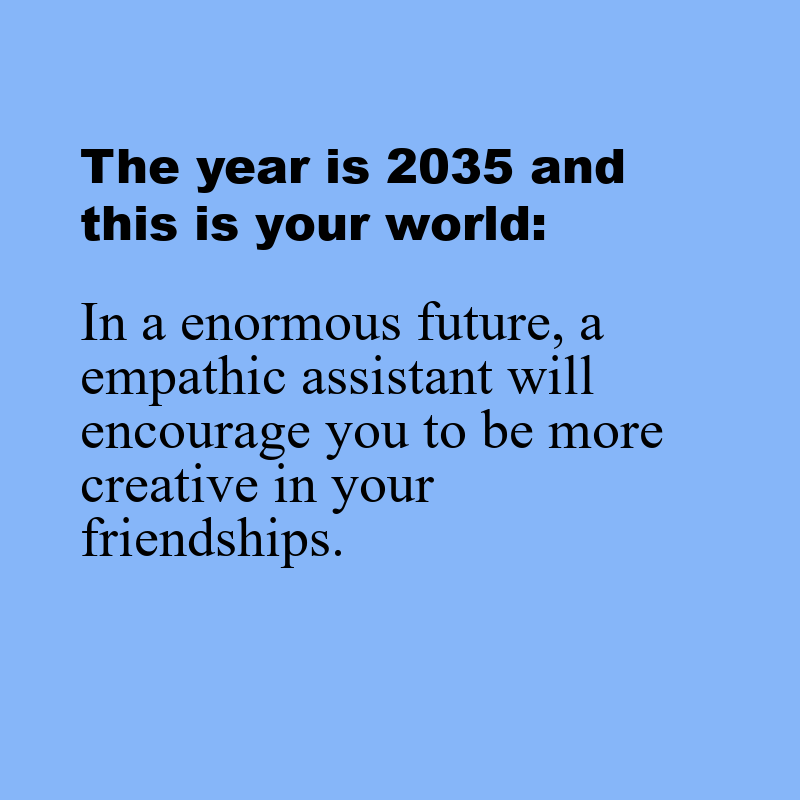 The year is 2035 and
this is your world:
In a enormous future, a
empathic assistant will
encourage you to be more
creative in your
friendships.